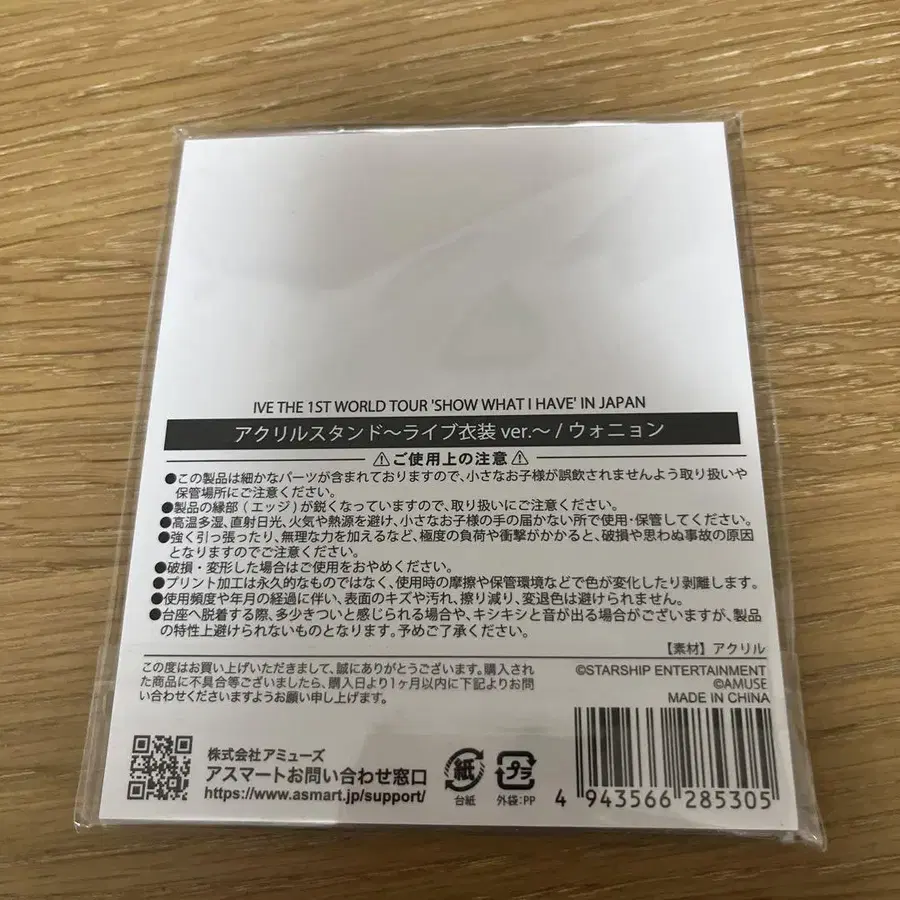 IVE THE 1ST WORLD TOUR 'SHOW WHAT I HAVE' IN JAPAN
アクリルスタンド〜ライブ衣装 ver.〜 / ウォニョン
⚠ご使用上の注意⚠
●この製品は細かなパーツが含まれておりますので、小さなお子様が誤飲されませんよう取り扱いや
保管場所にご注意ください。
●製品の縁部（エッジ）が鋭くなっていますので、取り扱いにご注意ください。
●高温多湿、直射日光、火気や熱源を避け、小さなお子様の手の届かない所で使用・保管してください。
●強く引っ張ったり、無理な力を加えるなど、極度の負荷や衝撃がかかると、破損や思わぬ事故の原因
となりますのでご注意ください。
●破損・変形した場合はご使用をおやめください。
●プリント加工は永久的なものではなく、使用時の摩擦や保管環境などで色が変化したり剥離します。
●使用頻度や年月の経過に伴い、表面のキズや汚れ、擦り減り、変退色は避けられません。
●台座へ脱着する際、多少きついと感じられる場合や、キシキシと音が出る場合がございますが、製品
の特性上避けられないものとなります。予めご了承ください。
【素材】アクリル
この度はお買い上げいただきまして、誠にありがとうございます。購入され
た商品に不具合等ございましたら、購入日より1ヶ月以内に下記よりお問
い合わせくださいますようお願い申し上げます。
©STARSHIP ENTERTAINMENT
©AMUSE
MADE IN CHINA
株式会社アミューズ
アスマートお問い合わせ窓口
https://www.asmart.jp/support/
紙
台紙
プラ
外袋:PP
4 943566 285305